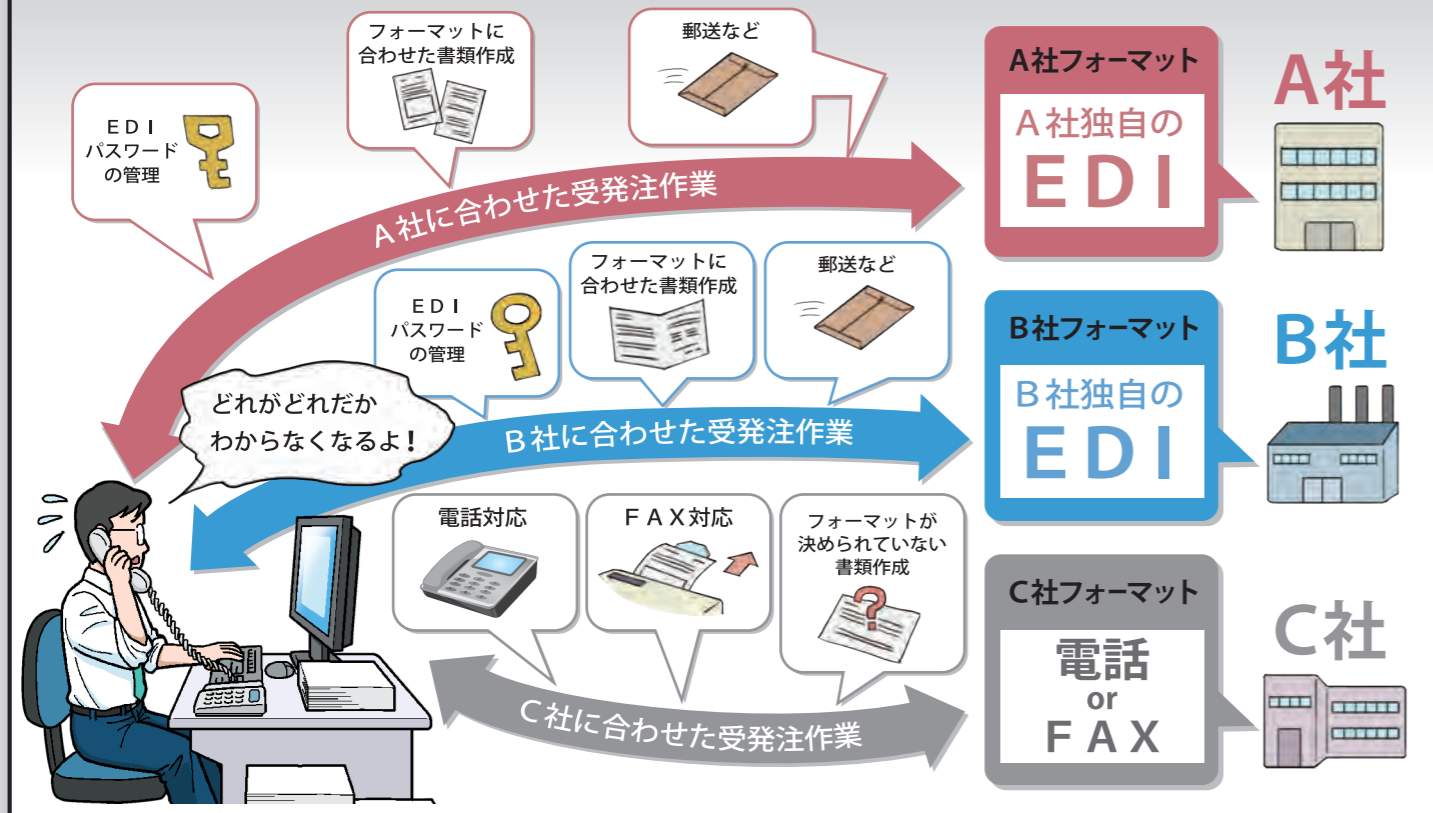 フォーマットに
合わせた書類作成
郵送など
EDI
パスワード
の管理
A社に合わせた受発注作業
A社フォーマット
A社独自の
EDI
A社
EDI
パスワード
の管理
フォーマットに
合わせた書類作成
郵送など
B社に合わせた受発注作業
B社フォーマット
B社独自の
EDI
B社
どれがどれだか
わからなくなるよ!
電話対応
FAX対応
フォーマットが
決められていない
書類作成
?
C社に合わせた受発注作業
C社フォーマット
電話
or
FAX
C社